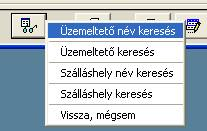 Üzemeltető név keresés
Üzemeltető keresés
Szálláshely név keresés
Szálláshely keresés
Vissza, mégsem